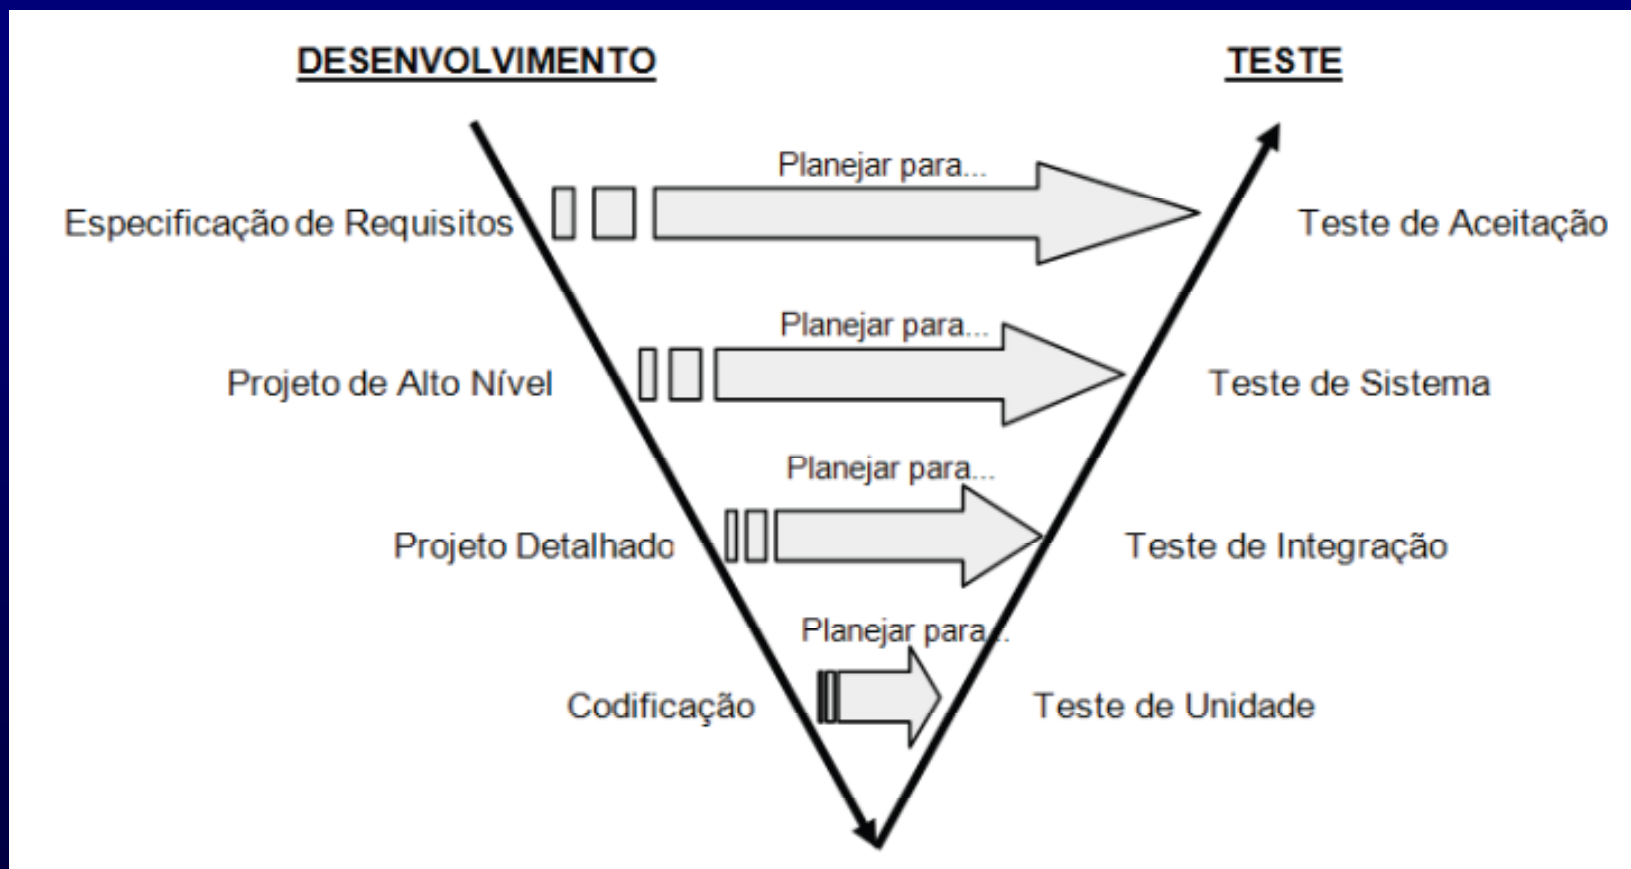 DESENVOLVIMENTO
TESTE
Planejar para...
Especificação de Requisitos
Teste de Aceitação
Planejar para...
Projeto de Alto Nível
Teste de Sistema
Planejar para...
Projeto Detalhado
Teste de Integração
Planejar para...
Codificação
Teste de Unidade